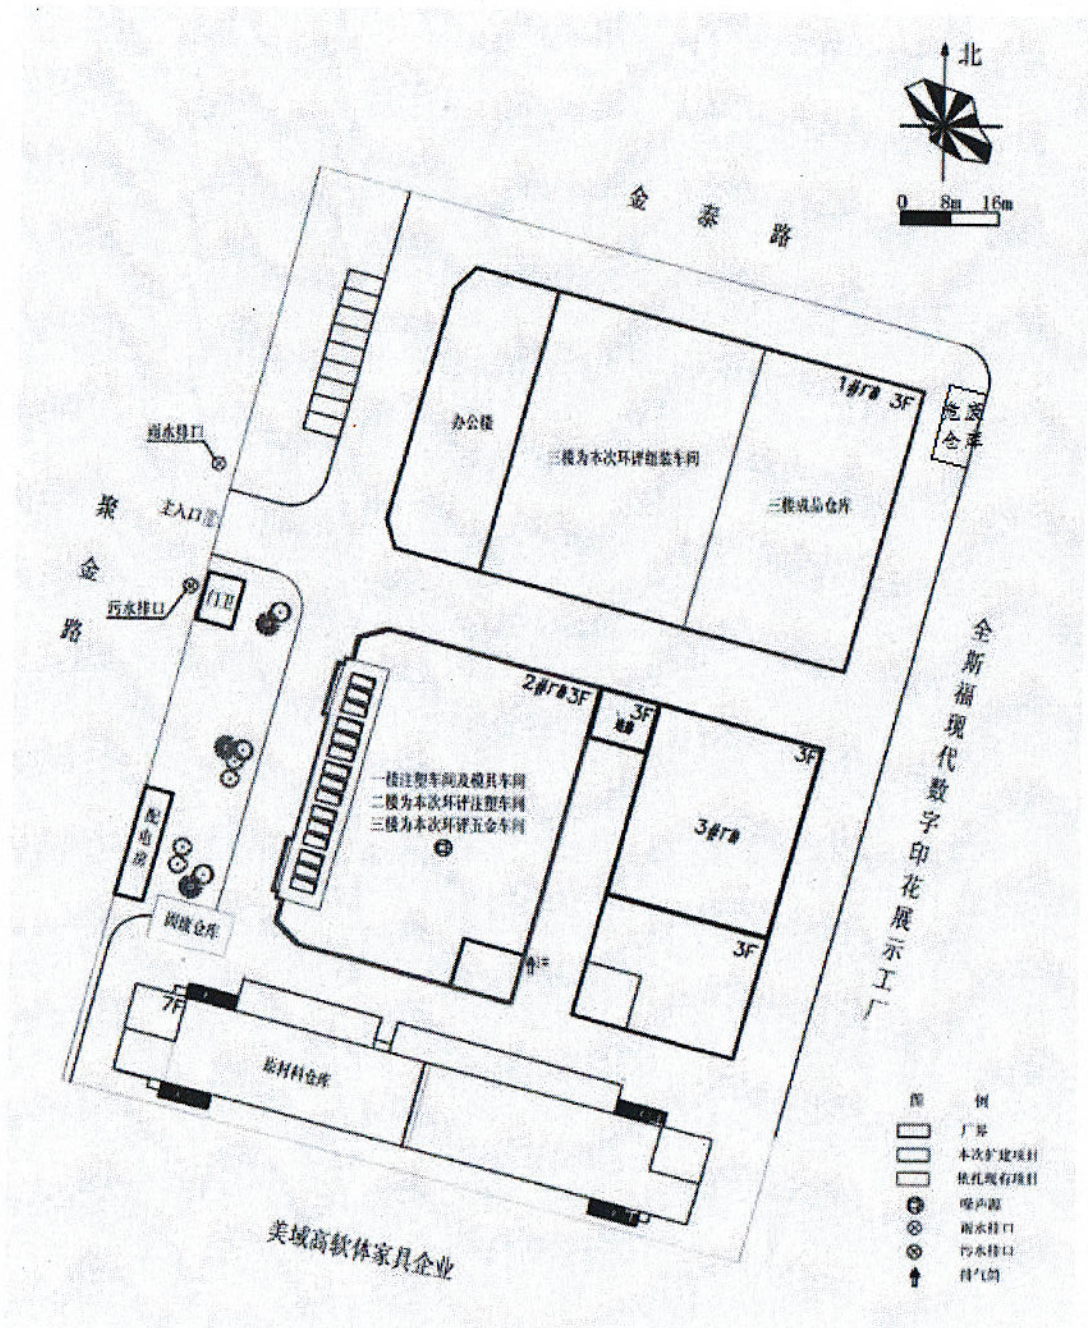 北
0 8m 16m
金泰路
1#厂房 3F
危废
仓库
办公楼
三楼为本次环评组装车间
三楼成品仓库
雨水排口
主入口
聚金路
污水排口
门卫
全斯福现代数字印花展示工厂
2#厂房3F
3F
3F
一楼注塑车间及模具车间
二楼为本次环评注塑车间
三楼为本次环评五金车间
3#厂房
配电房
固废仓库
3F
1#
7F
原材料仓库
美域高软体家具企业
图 例
厂界
本次扩建项目
依托现有项目
噪声源
雨水排口
污水排口
排气筒